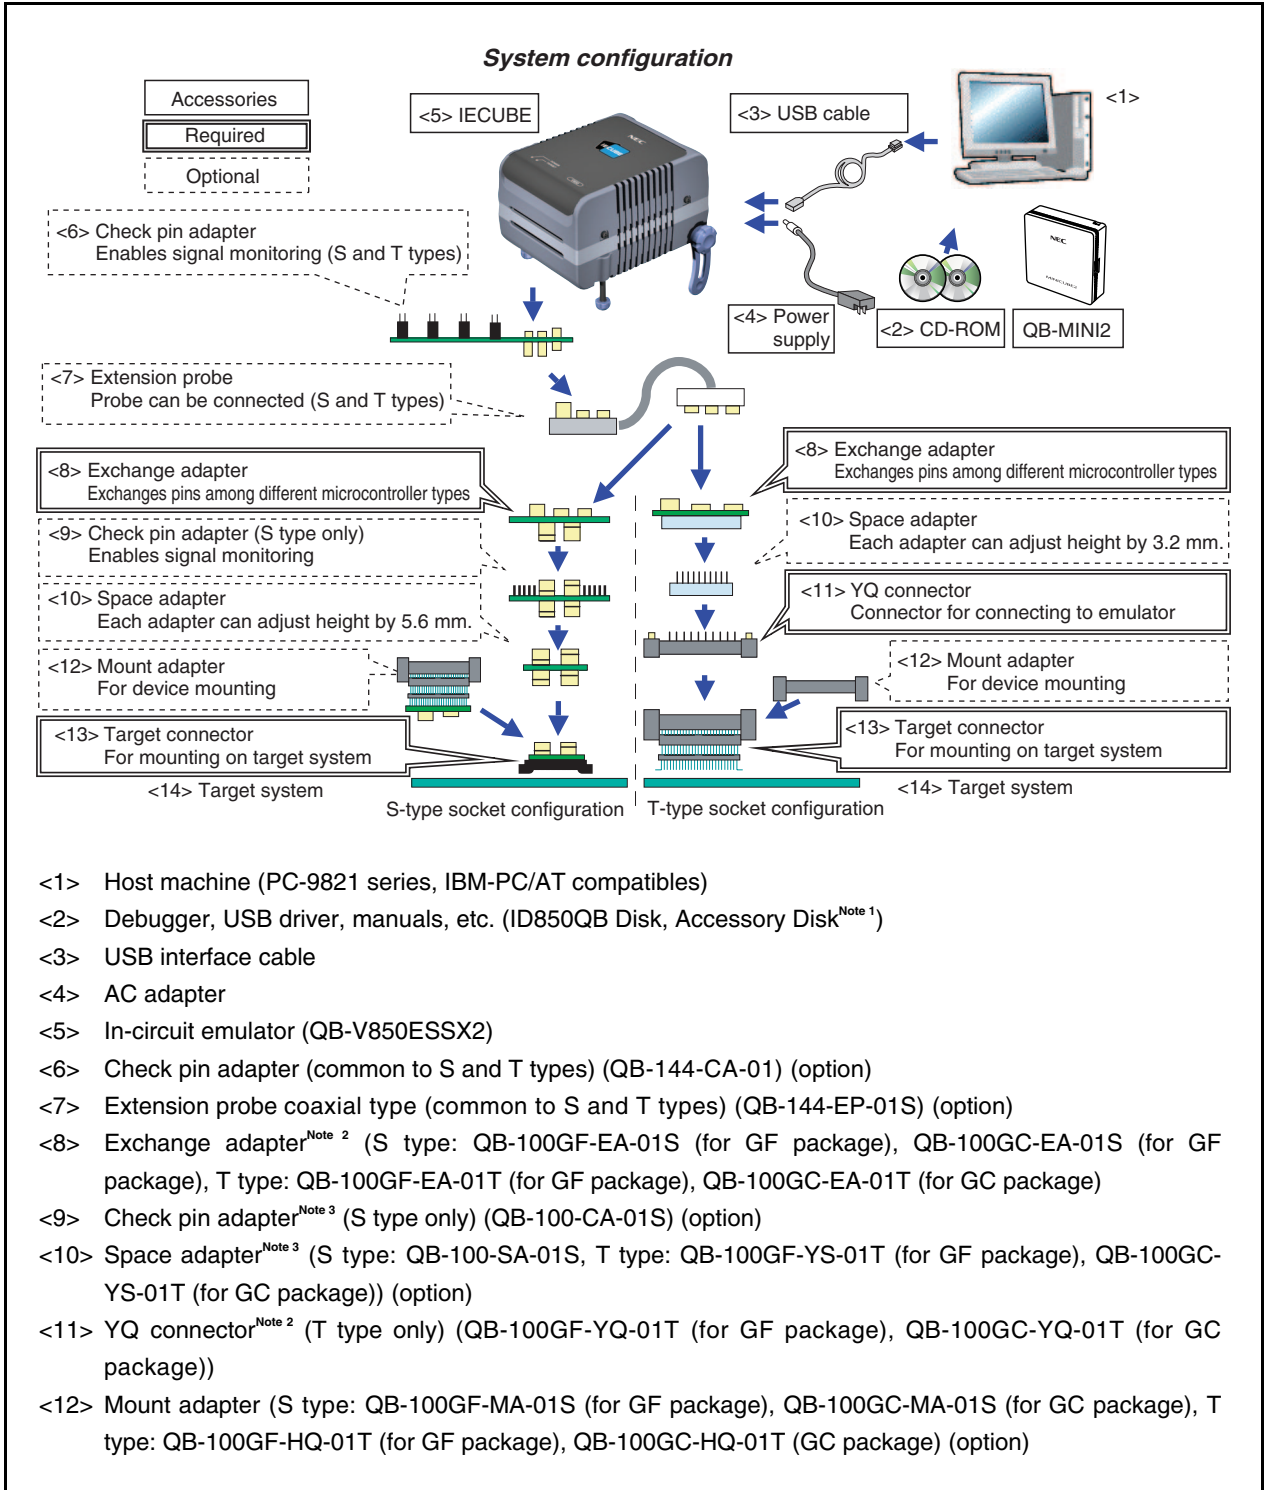 System configuration
Accessories
Required
Optional
<5> IECUBE
<3> USB cable
<1>
NEC
<6> Check pin adapter
Enables signal monitoring (S and T types)
NEC
MINICUBE2
<4> Power
supply
<2> CD-ROM
QB-MINI2
<7> Extension probe
Probe can be connected (S and T types)
<8> Exchange adapter
Exchanges pins among different microcontroller types
<8> Exchange adapter
Exchanges pins among different microcontroller types
<9> Check pin adapter (S type only)
Enables signal monitoring
<10> Space adapter
Each adapter can adjust height by 3.2 mm.
<10> Space adapter
Each adapter can adjust height by 5.6 mm.
<11> YQ connector
Connector for connecting to emulator
<12> Mount adapter
For device mounting
<12> Mount adapter
For device mounting
<13> Target connector
For mounting on target system
<13> Target connector
For mounting on target system
<14> Target system
<14> Target system
S-type socket configuration
T-type socket configuration
<1> Host machine (PC-9821 series, IBM-PC/AT compatibles)
<2> Debugger, USB driver, manuals, etc. (ID850QB Disk, Accessory Disk Note 1)
<3> USB interface cable
<4> AC adapter
<5> In-circuit emulator (QB-V850ESSX2)
<6> Check pin adapter (common to S and T types) (QB-144-CA-01) (option)
<7> Extension probe coaxial type (common to S and T types) (QB-144-EP-01S) (option)
<8> Exchange adapter Note 2 (S type: QB-100GF-EA-01S (for GF package), QB-100GC-EA-01S (for GF
package), T type: QB-100GF-EA-01T (for GF package), QB-100GC-EA-01T (for GC package)
<9> Check pin adapter Note 3 (S type only) (QB-100-CA-01S) (option)
<10> Space adapter Note 3 (S type: QB-100-SA-01S, T type: QB-100GF-YS-01T (for GF package), QB-100GC-
YS-01T (for GC package)) (option)
<11> YQ connector Note 2 (T type only) (QB-100GF-YQ-01T (for GF package), QB-100GC-YQ-01T (for GC
package))
<12> Mount adapter (S type: QB-100GF-MA-01S (for GF package), QB-100GC-MA-01S (for GC package), T
type: QB-100GF-HQ-01T (for GF package), QB-100GC-HQ-01T (GC package) (option)